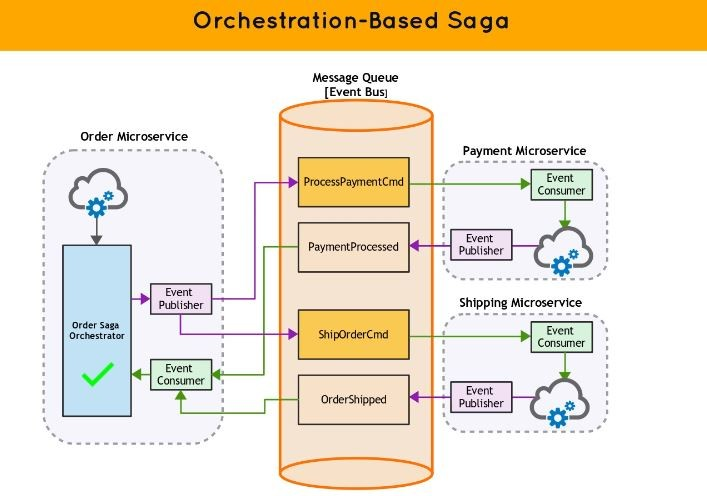 Orchestration-Based Saga
Message Queue
[Event Bus]
Order Microservice
Payment Microservice
ProcessPaymentCmd
Event
Consumer
PaymentProcessed
Event
Publisher
Event
Publisher
Order Saga
Orchestrator
Shipping Microservice
ShipOrderCmd
Event
Consumer
Event
Consumer
OrderShipped
Event
Publisher